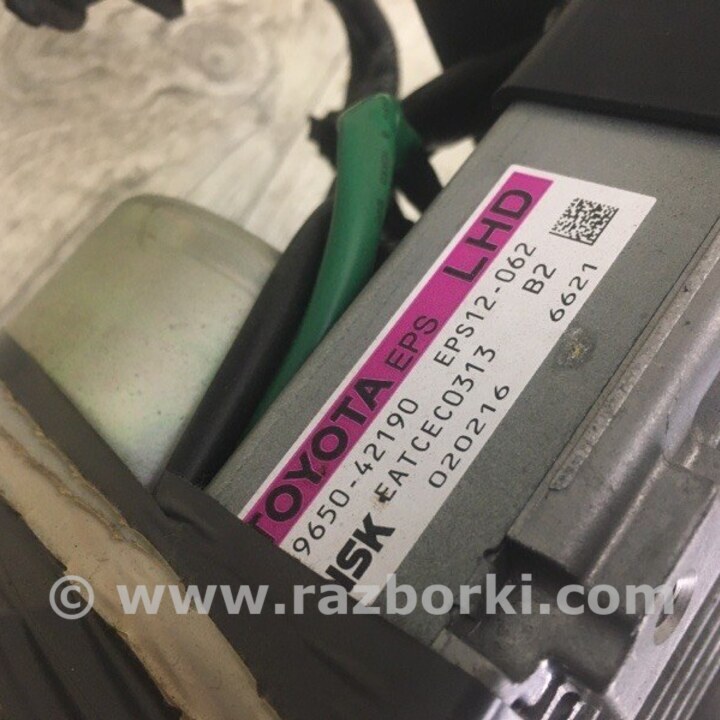 TOYOTA EPS LHD
9650-42190 EPS12-062
EATCEC0313 B2
NSK 020216 6621
© www.razborki.com